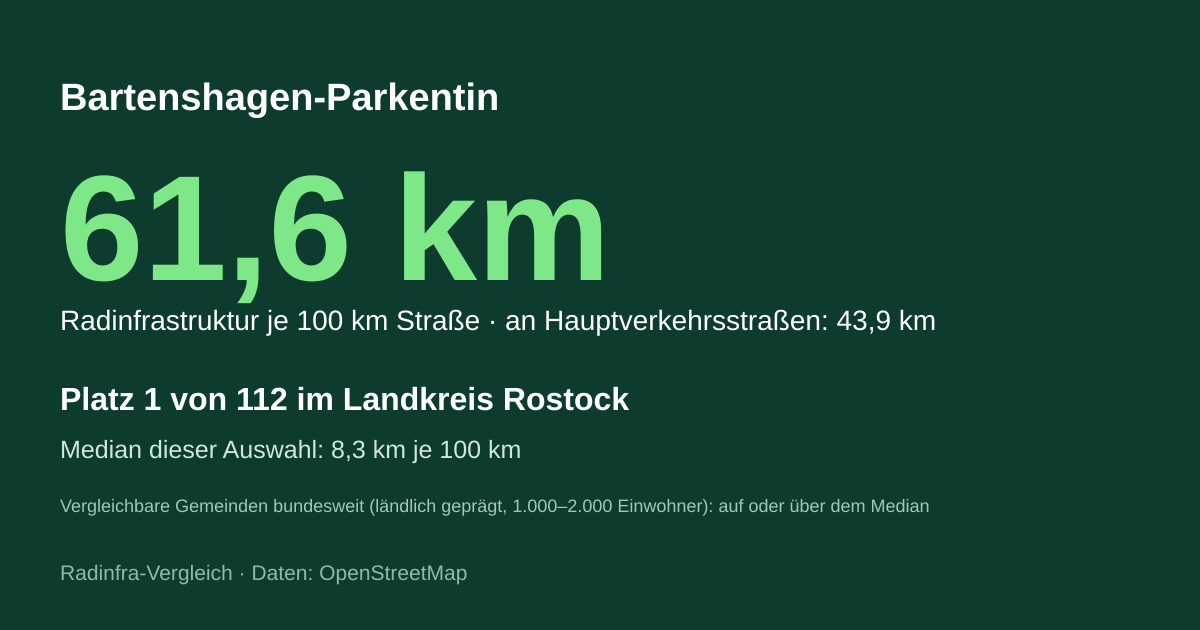 Bartenshagen-Parkentin
61,6 km
Radinfrastruktur je 100 km Straße · an Hauptverkehrsstraßen: 43,9 km
Platz 1 von 112 im Landkreis Rostock
Median dieser Auswahl: 8,3 km je 100 km
Vergleichbare Gemeinden bundesweit (ländlich geprägt, 1.000–2.000 Einwohner): auf oder über dem Median
Radinfra-Vergleich · Daten: OpenStreetMap